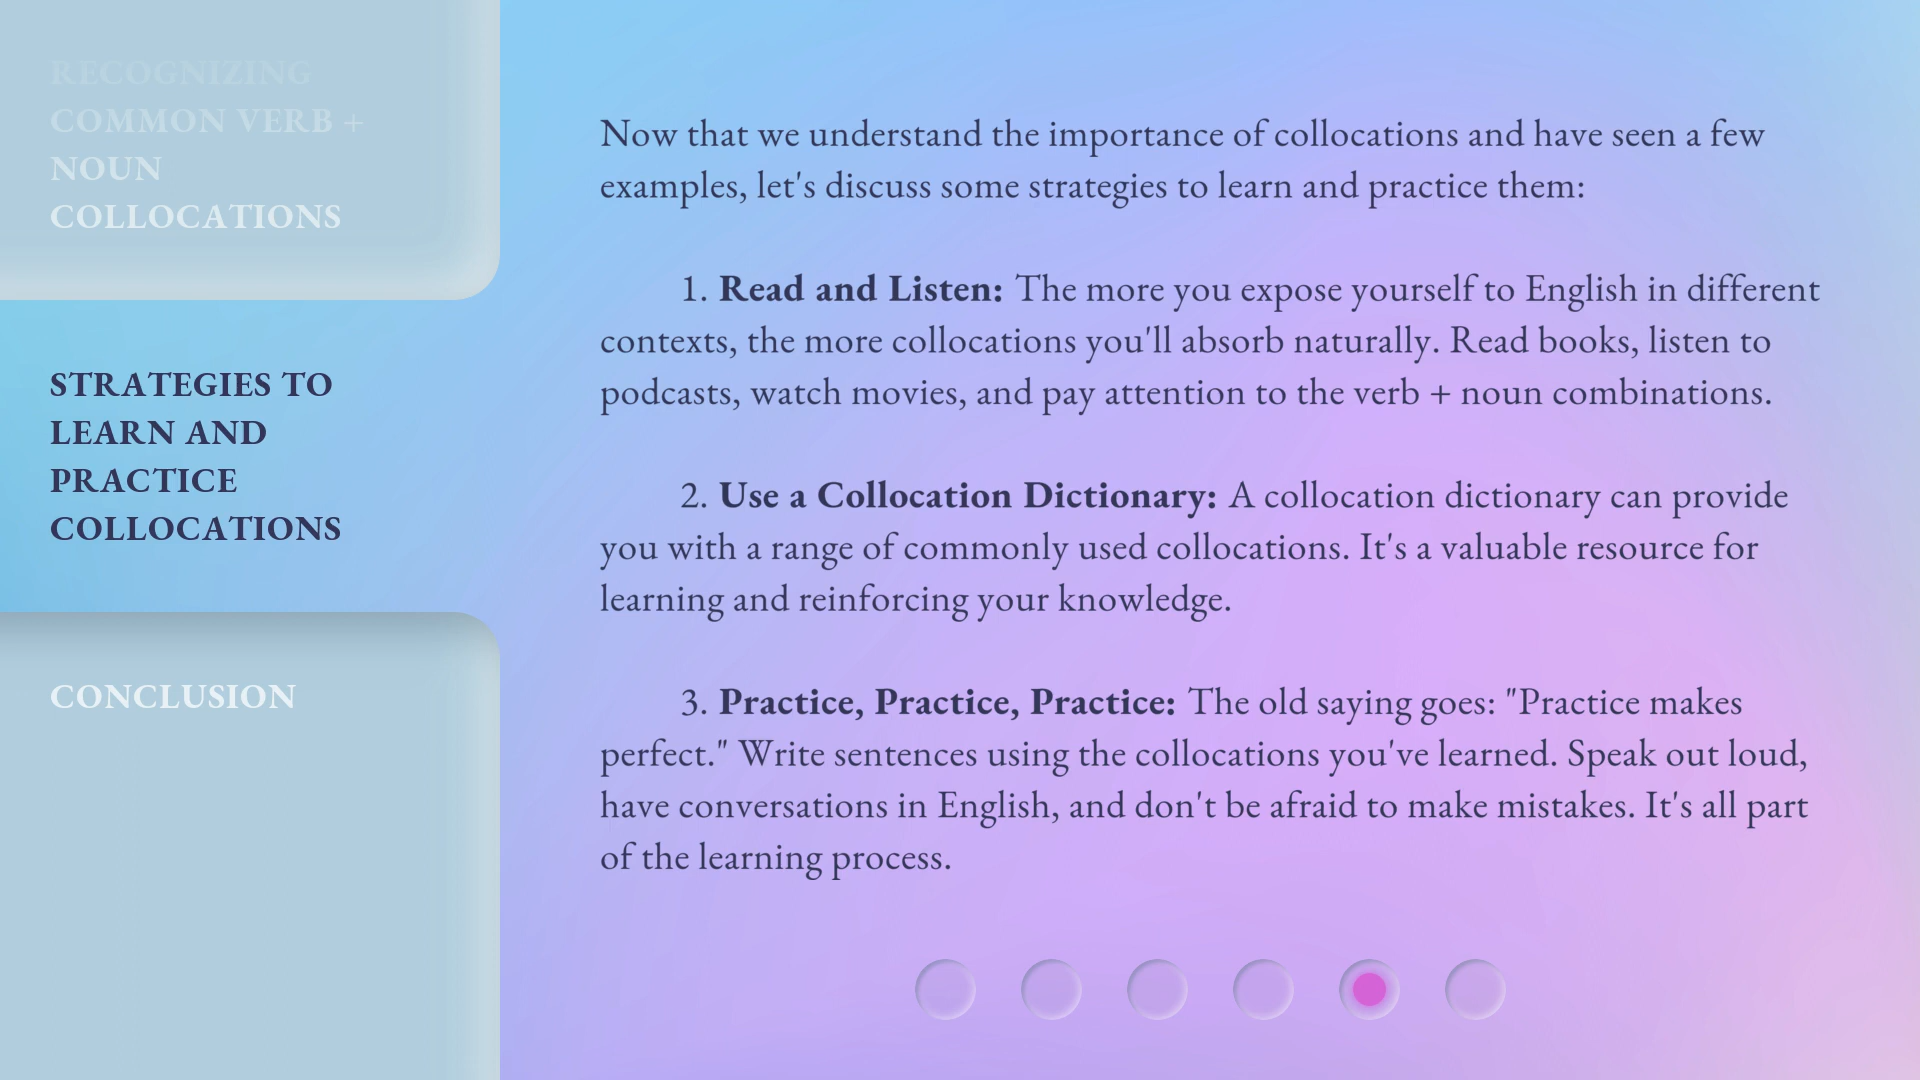 RECOGNIZING
COMMON VERB +
NOUN
COLLOCATIONS
STRATEGIES TO
LEARN AND
PRACTICE
COLLOCATIONS
CONCLUSION
Now that we understand the importance of collocations and have seen a few
examples, let's discuss some strategies to learn and practice them:
1. Read and Listen: The more you expose yourself to English in different
contexts, the more collocations you'll absorb naturally. Read books, listen to
podcasts, watch movies, and pay attention to the verb + noun combinations.
2. Use a Collocation Dictionary: A collocation dictionary can provide
you with a range of commonly used collocations. It's a valuable resource for
learning and reinforcing your knowledge.
3. Practice, Practice, Practice: The old saying goes: "Practice makes
perfect." Write sentences using the collocations you've learned. Speak out loud,
have conversations in English, and don't be afraid to make mistakes. It's all part
of the learning process.